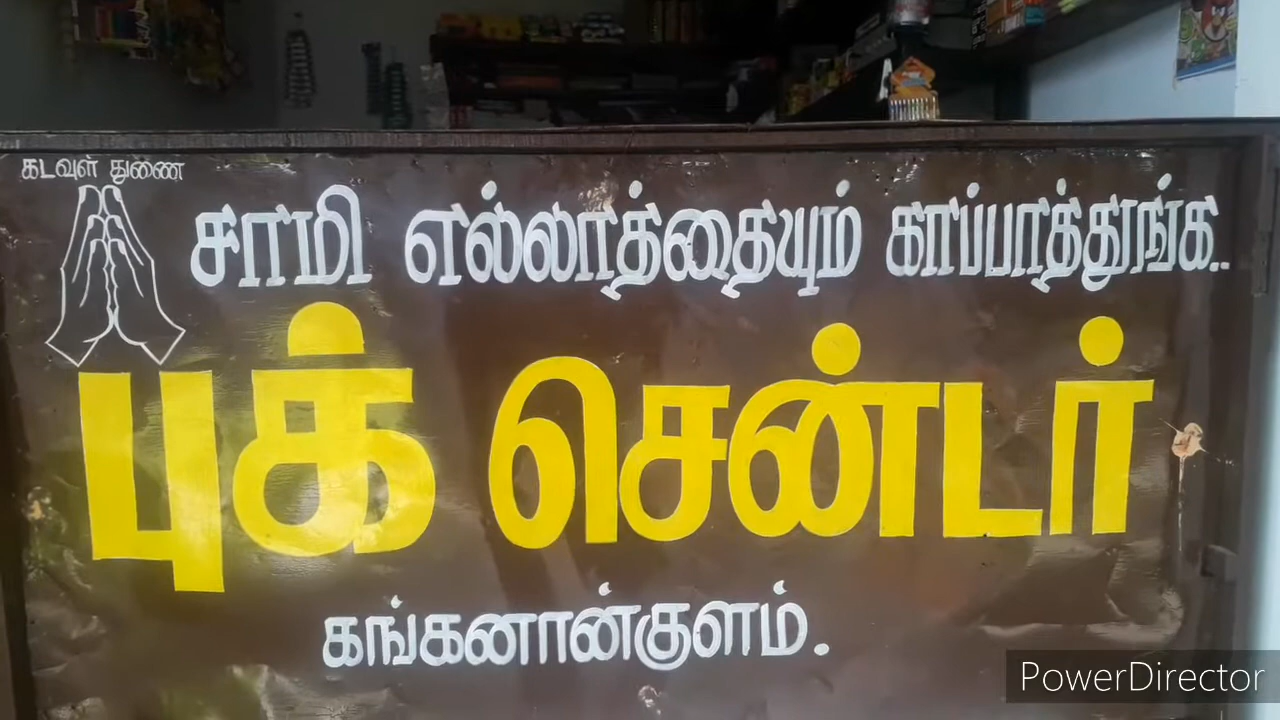 கடவுள் துணை
சாமி எல்லாத்தையும் காப்பாத்துங்க..
புக் சென்டர்
கங்கனான்குளம்.
PowerDirector